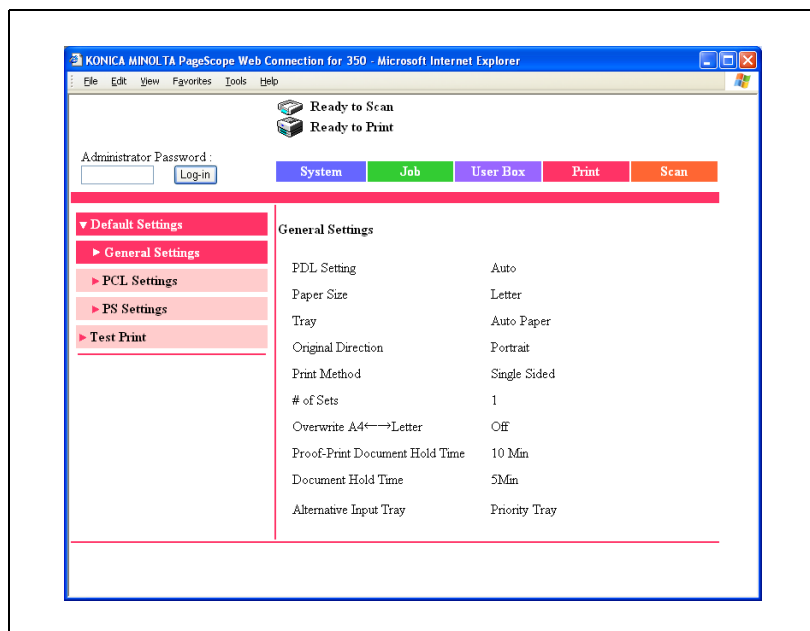 KONICA MINOLTA PageScope Web Connection for 350 - Microsoft Internet Explorer
File Edit View Favorites Tools Help
Ready to Scan
Ready to Print
Administrator Password :
Log-in
System Job User Box Print Scan
▼ Default Settings
► General Settings
► PCL Settings
► PS Settings
► Test Print
General Settings
PDL Setting Auto
Paper Size Letter
Tray Auto Paper
Original Direction Portrait
Print Method Single Sided
# of Sets 1
Overwrite A4←→Letter Off
Proof-Print Document Hold Time 10 Min
Document Hold Time 5Min
Alternative Input Tray Priority Tray